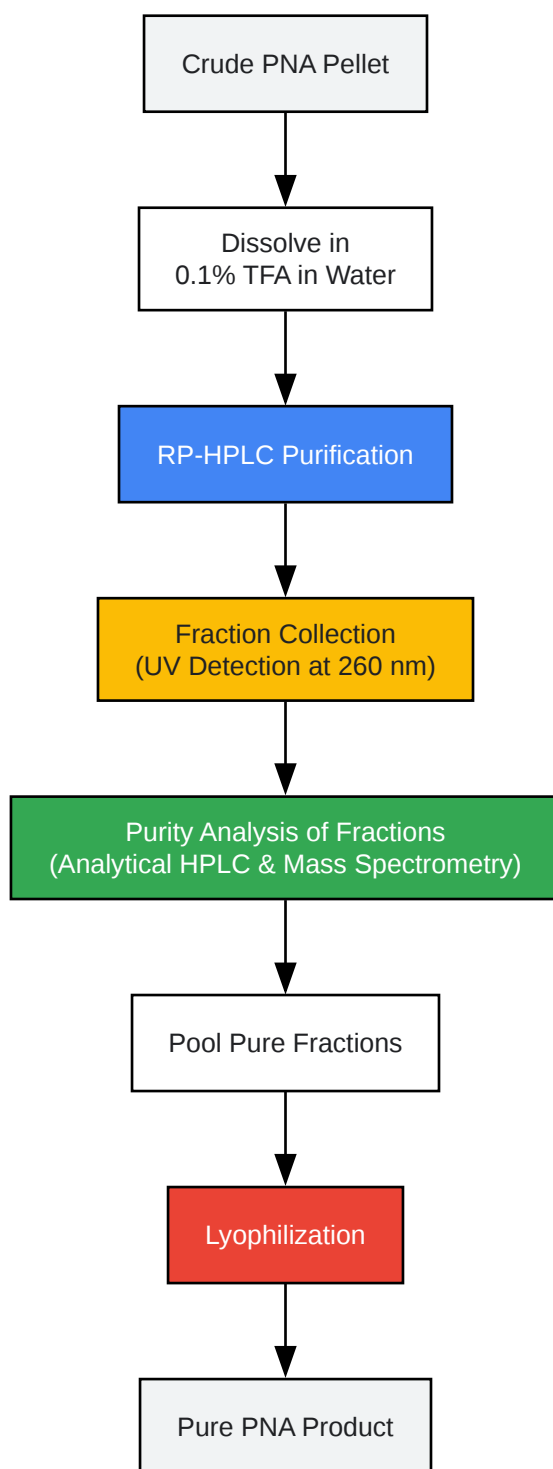 Crude PNA Pellet
Dissolve in
0.1% TFA in Water
RP-HPLC Purification
Fraction Collection
(UV Detection at 260 nm)
Purity Analysis of Fractions
(Analytical HPLC & Mass Spectrometry)
Pool Pure Fractions
Lyophilization
Pure PNA Product